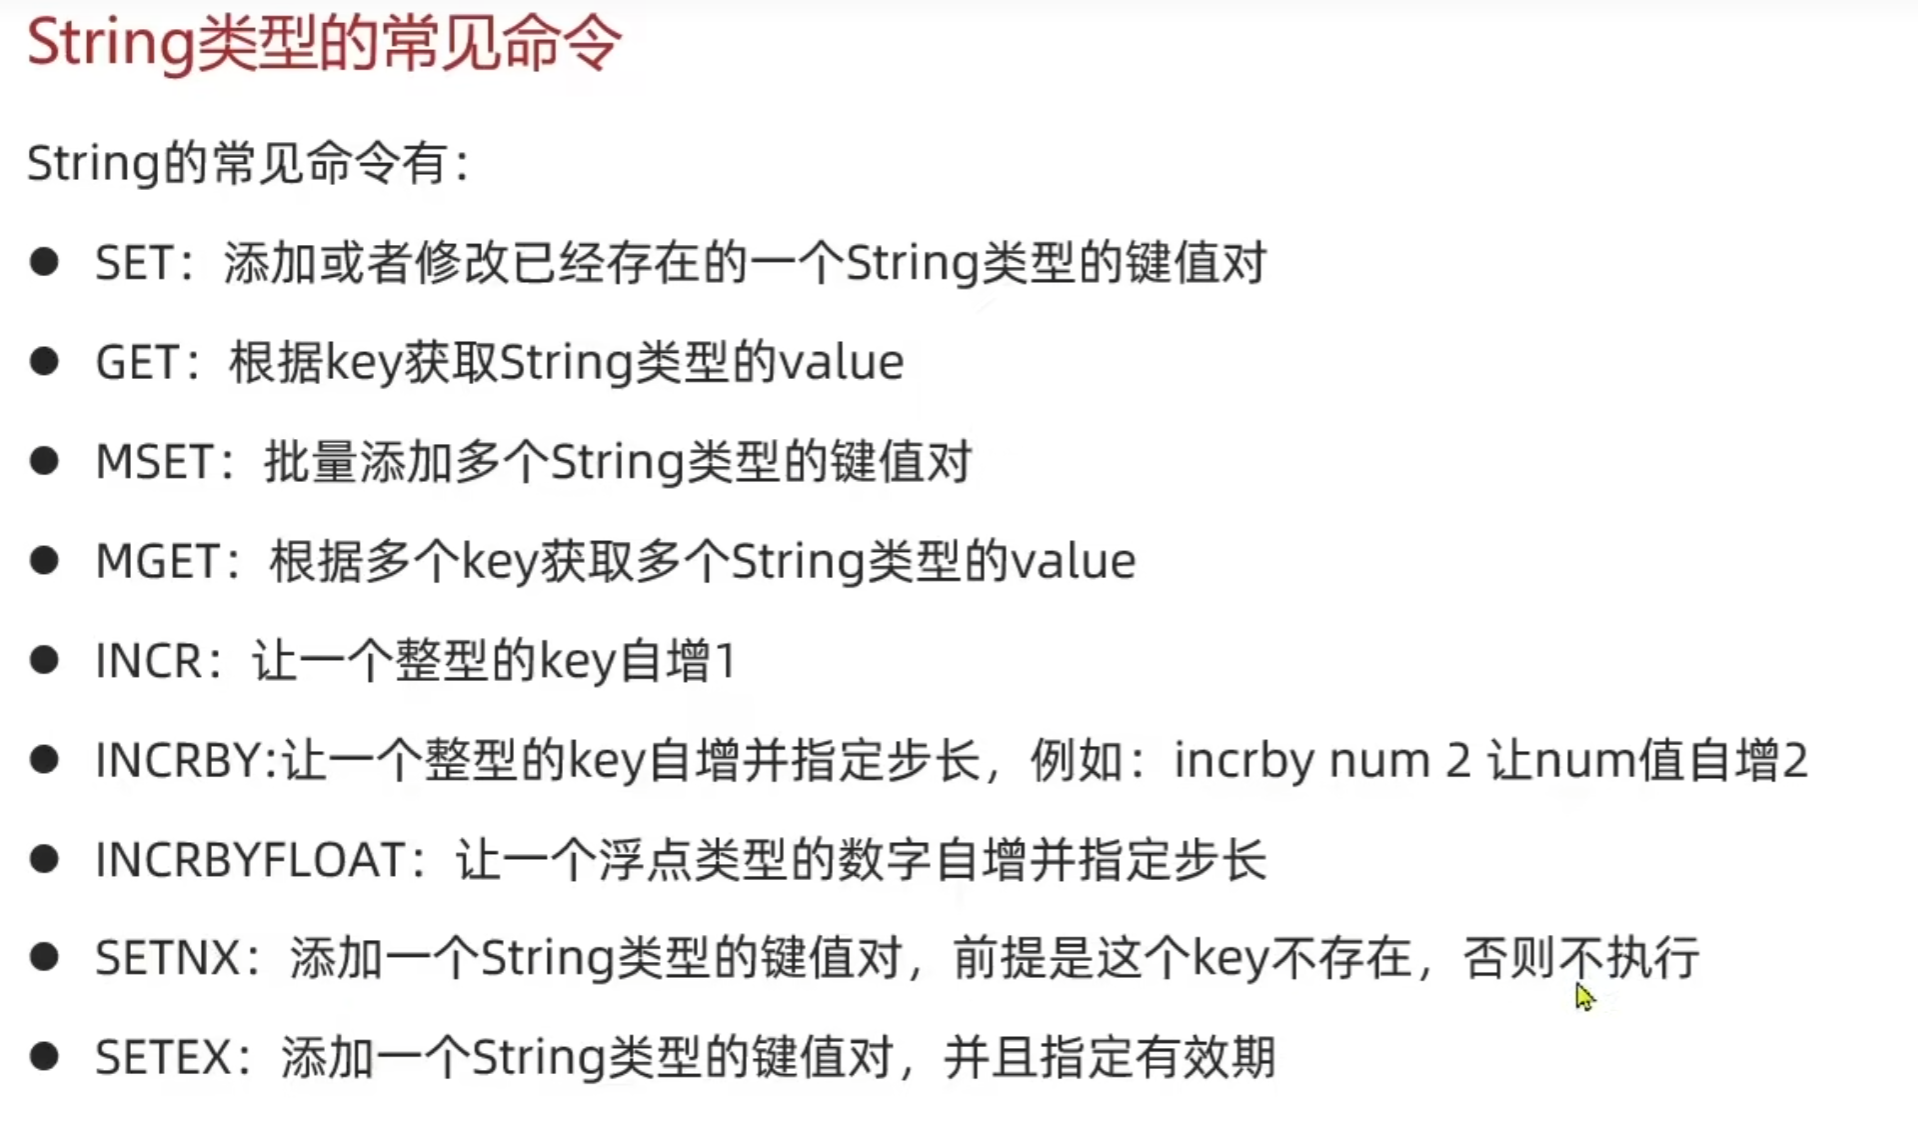 String类型的常见命令
String的常见命令有：
● SET：添加或者修改已经存在的一个String类型的键值对
● GET：根据key获取String类型的value
● MSET：批量添加多个String类型的键值对
● MGET：根据多个key获取多个String类型的value
● INCR：让一个整型的key自增1
● INCRBY:让一个整型的key自增并指定步长，例如：incrby num 2 让num值自增2
● INCRBYFLOAT：让一个浮点类型的数字自增并指定步长
● SETNX：添加一个String类型的键值对，前提是这个key不存在，否则不执行
● SETEX：添加一个String类型的键值对，并且指定有效期